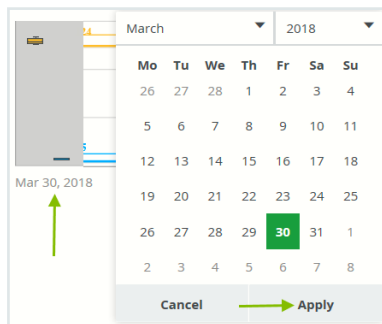 March 2018
Mo Tu We Th Fr Sa Su
26 27 28 1 2 3 4
5 6 7 8 9 10 11
12 13 14 15 16 17 18
19 20 21 22 23 24 25
26 27 28 29 30 31 1
2 3 4 5 6 7 8
Cancel Apply
24
Mar 30, 2018